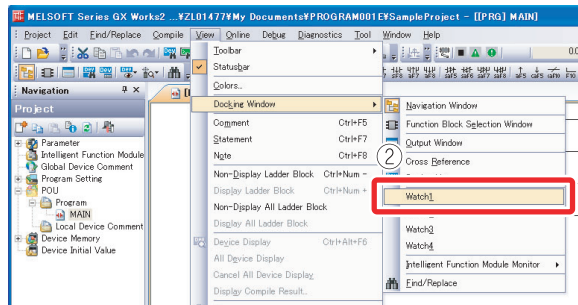 MELSOFT Series GX Works2 ...¥ZL01477¥My Documents¥PROGRAM001E¥SampleProject - [[PRG] MAIN]
Project Edit Find/Replace Compile View Online Debug Diagnostics Tool Window Help
Toolbar
Statusbar
Colors...
Docking Window
Comment Ctrl+F5
Statement Ctrl+F7
Note Ctrl+F8
Non-Display Ladder Block Ctrl+Num -
Display Ladder Block Ctrl+Num +
Non-Display All Ladder Block
Display All Ladder Block
Device Display Ctrl+Alt+F6
All Device Display
Cancel All Device Display
Display Compile Result...
Navigation
Project
Parameter
Intelligent Function Module
Global Device Comment
Program Setting
POU
Program
MAIN
Local Device Comment
Device Memory
Device Initial Value
Navigation Window
Function Block Selection Window
Output Window
Cross Reference
②
Watch1
Watch3
Watch4
Intelligent Function Module Monitor
Find/Replace